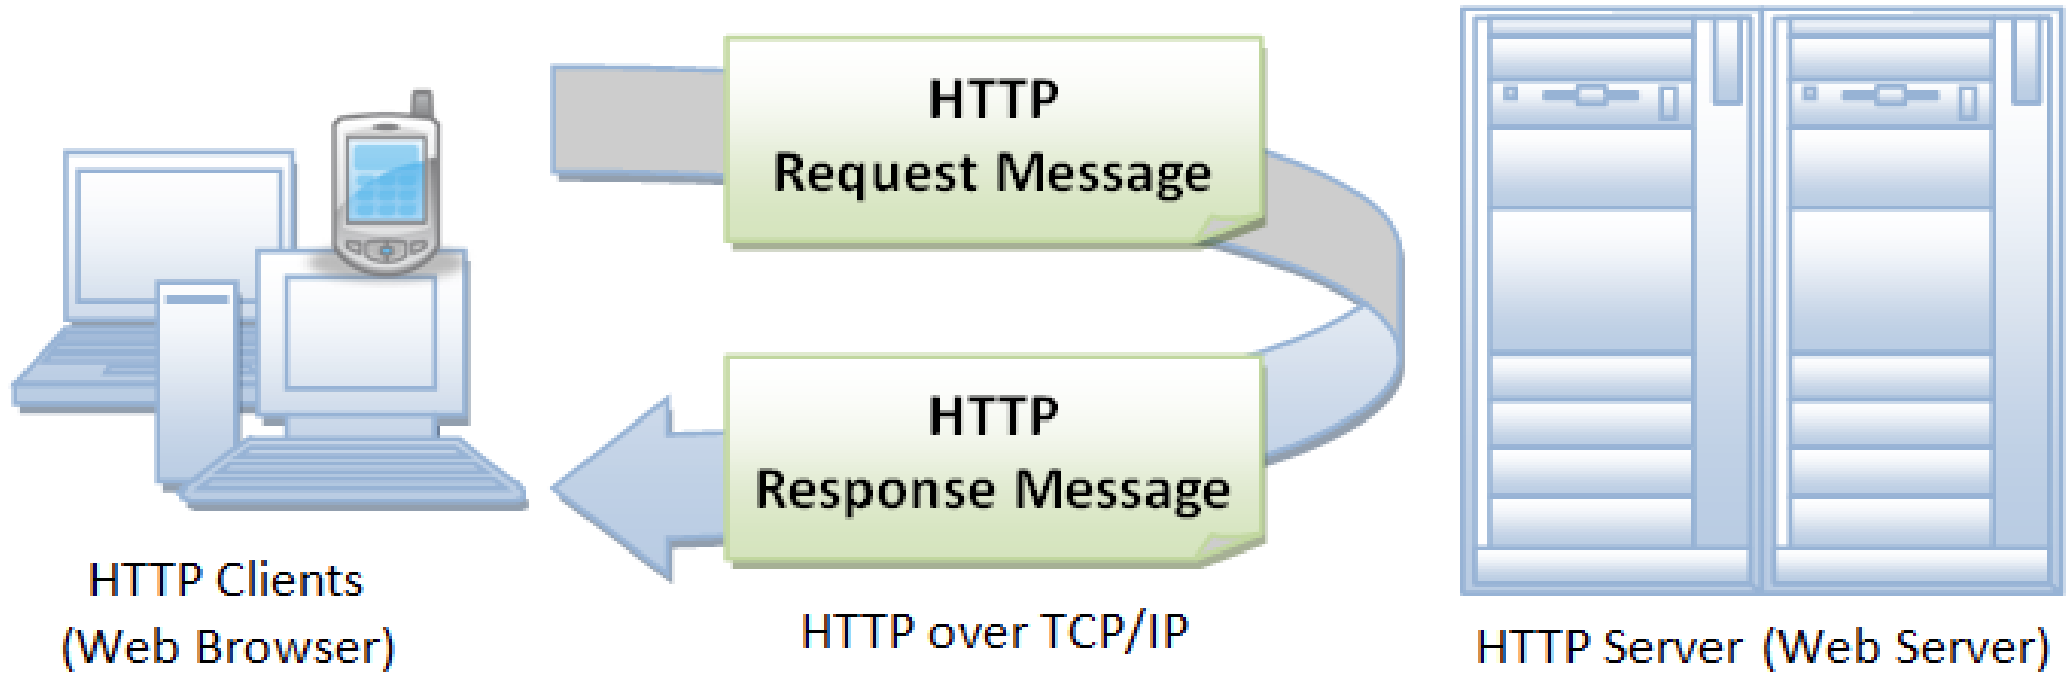 HTTP
Request Message
HTTP
Response Message
HTTP Clients
(Web Browser)
HTTP over TCP/IP
HTTP Server (Web Server)